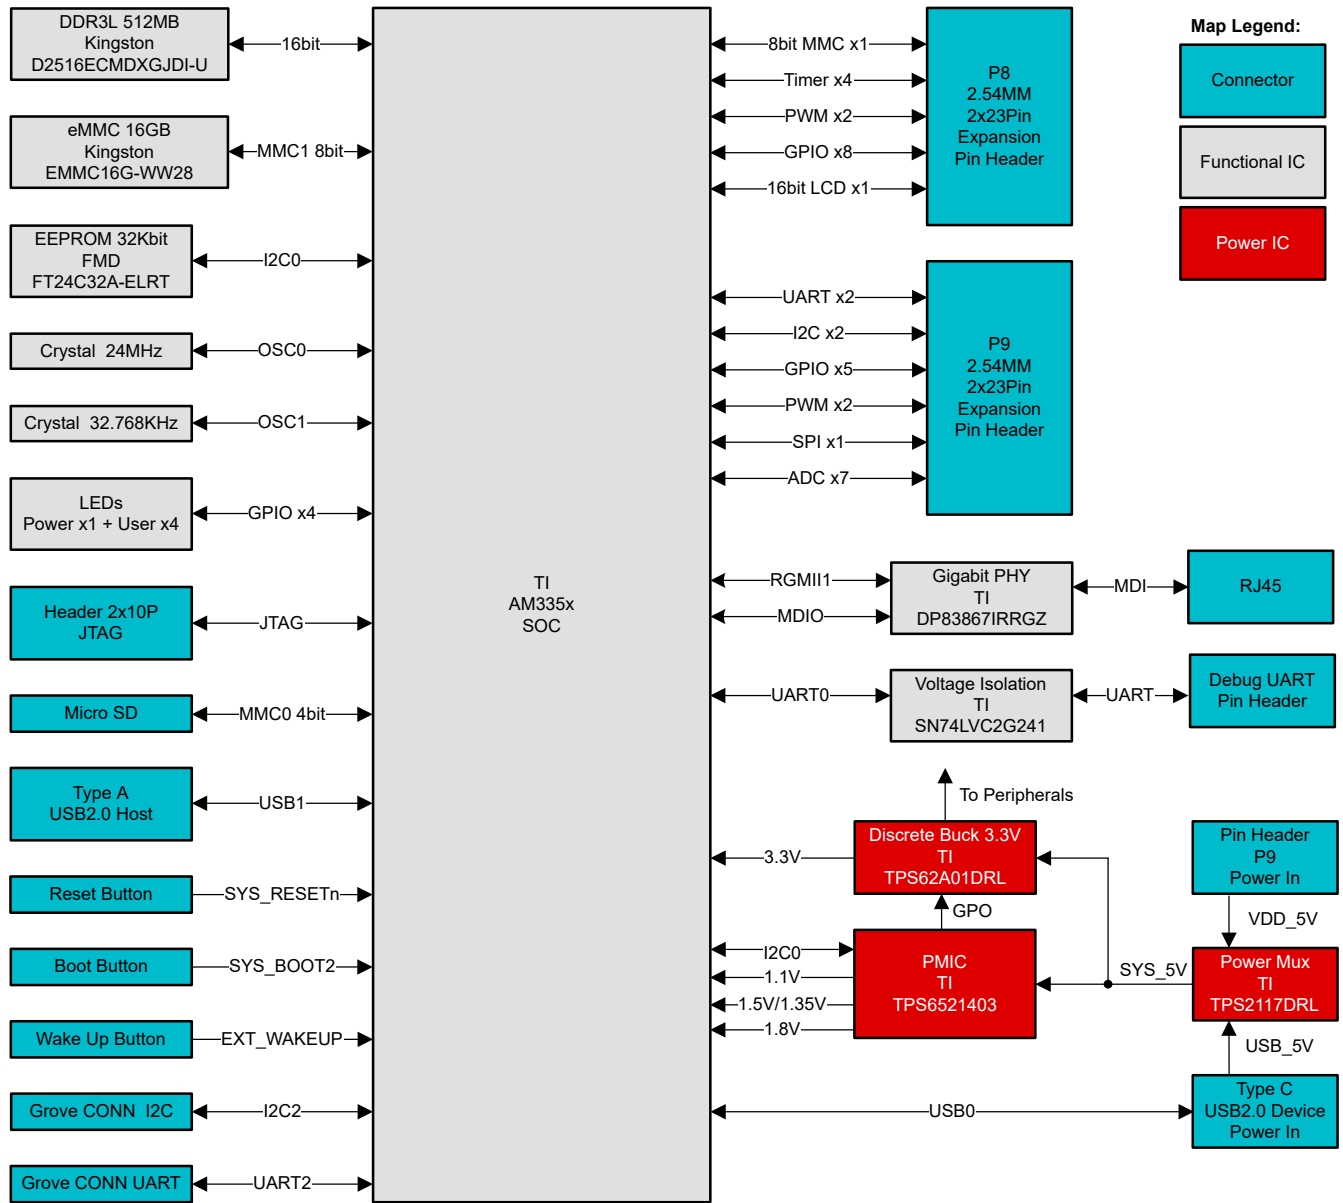 DDR3L 512MB
Kingston
D2516ECMDXGJDI-U
16bit
eMMC 16GB
Kingston
EMMC16G-WW28
MMC1 8bit
EEPROM 32Kbit
FMD
FT24C32A-ELRT
I2C0
Crystal 24MHz
OSC0
Crystal 32.768KHz
OSC1
LEDs
Power x1 + User x4
GPIO x4
Header 2x10P
JTAG
JTAG
Micro SD
MMC0 4bit
Type A
USB2.0 Host
USB1
Reset Button
SYS_RESETn
Boot Button
SYS_BOOT2
Wake Up Button
EXT_WAKEUP
Grove CONN I2C
I2C2
Grove CONN UART
UART2
TI
AM335x
SOC
8bit MMC x1
Timer x4
PWM x2
GPIO x8
16bit LCD x1
P8
2.54MM
2x23Pin
Expansion
Pin Header
UART x2
I2C x2
GPIO x5
PWM x2
SPI x1
ADC x7
P9
2.54MM
2x23Pin
Expansion
Pin Header
RGMII1
MDIO
Gigabit PHY
TI
DP83867IRRGZ
MDI
RJ45
UART0
Voltage Isolation
TI
SN74LVC2G241
UART
Debug UART
Pin Header
To Peripherals
3.3V
Discrete Buck 3.3V
TI
TPS62A01DRL
GPO
I2C0
1.1V
1.5V/1.35V
1.8V
PMIC
TI
TPS6521403
SYS_5V
Pin Header
P9
Power In
VDD_5V
Power Mux
TI
TPS2117DRL
USB_5V
USB0
Type C
USB2.0 Device
Power In
Map Legend:
Connector
Functional IC
Power IC